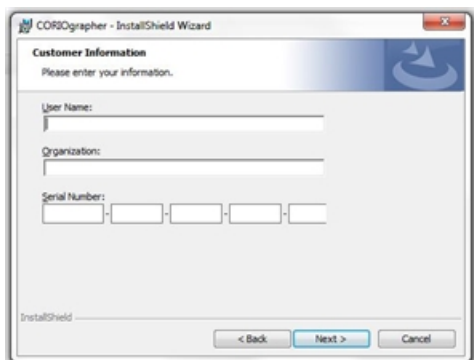 CORIOgrapher - InstallShield Wizard
Customer Information
Please enter your information.
User Name:
Organization:
Serial Number:
- - - -
InstallShield
< Back Next > Cancel